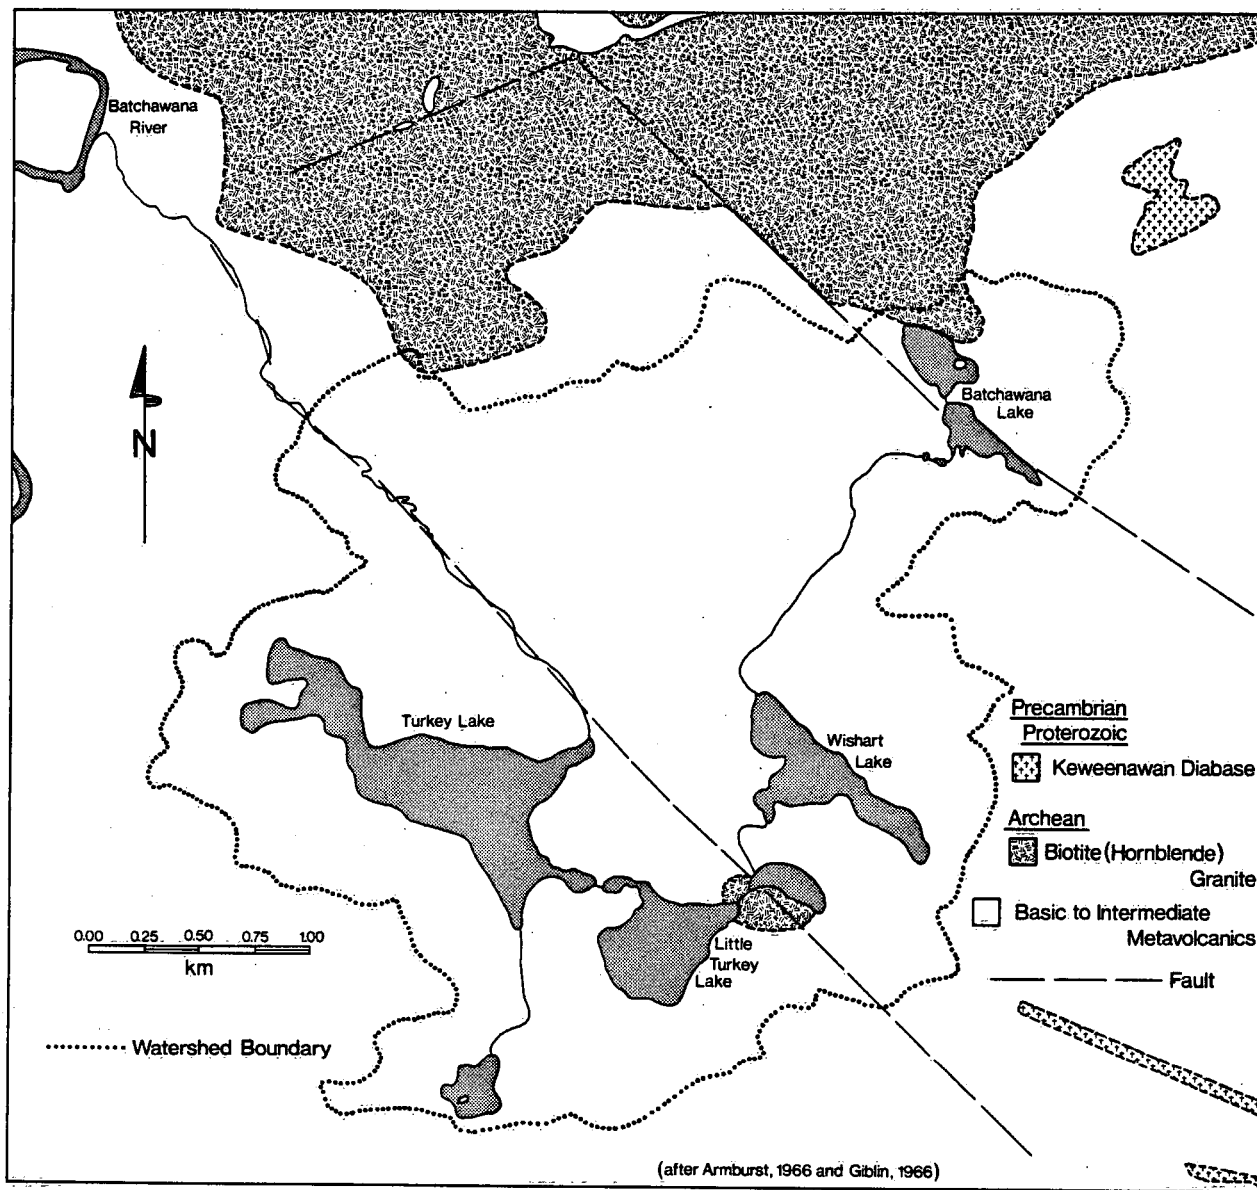 Batchawana
River
Batchawana
Lake
N
Turkey Lake
Wishart
Lake
Precambrian
Proterozoic
Keweenawan Diabase
Archean
Biotite (Hornblende)
Granite
Basic to Intermediate
Metavolcanics
Fault
Little
Turkey
Lake
0.00 0.25 0.50 0.75 1.00
km
Watershed Boundary
(after Armburst, 1966 and Giblin, 1966)